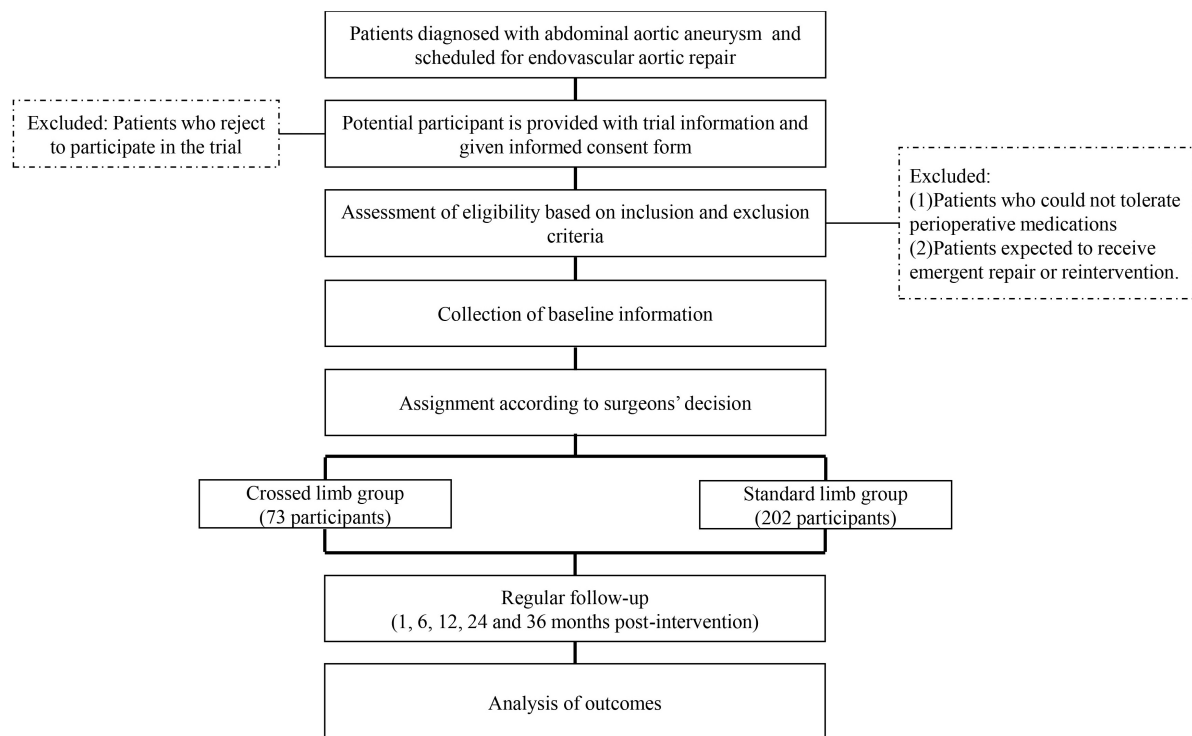 Patients diagnosed with abdominal aortic aneurysm and
scheduled for endovascular aortic repair
Excluded: Patients who reject
to participate in the trial
Potential participant is provided with trial information and
given informed consent form
Assessment of eligibility based on inclusion and exclusion
criteria
Excluded:
(1)Patients who could not tolerate
perioperative medications
(2)Patients expected to receive
emergent repair or reintervention.
Collection of baseline information
Assignment according to surgeons’ decision
Crossed limb group
(73 participants)
Standard limb group
(202 participants)
Regular follow-up
(1, 6, 12, 24 and 36 months post-intervention)
Analysis of outcomes